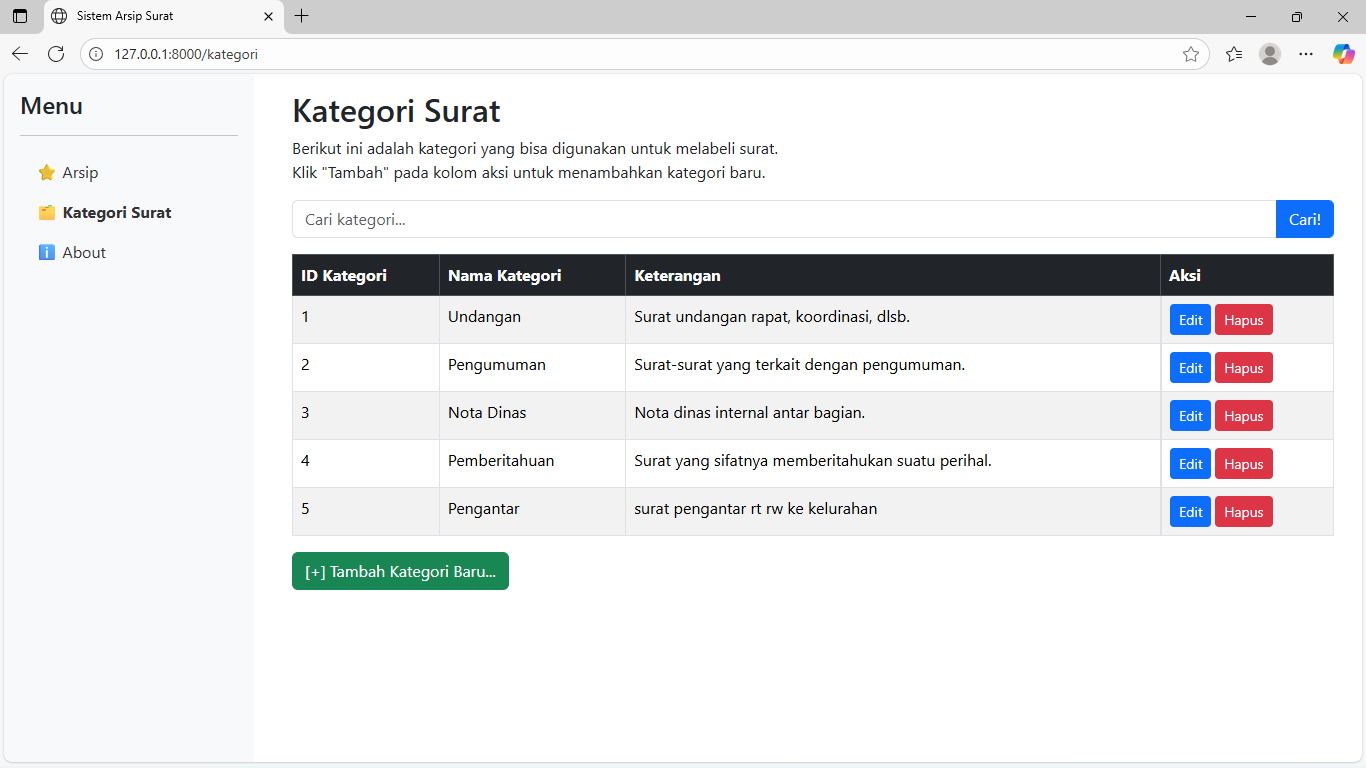 Sistem Arsip Surat
127.0.0.1:8000/kategori
Menu
Arsip
Kategori Surat
About
Kategori Surat
Berikut ini adalah kategori yang bisa digunakan untuk melabeli surat.
Klik "Tambah" pada kolom aksi untuk menambahkan kategori baru.
Cari kategori... Cari!
ID Kategori Nama Kategori Keterangan Aksi
1 Undangan Surat undangan rapat, koordinasi, dlsb. Edit Hapus
2 Pengumuman Surat-surat yang terkait dengan pengumuman. Edit Hapus
3 Nota Dinas Nota dinas internal antar bagian. Edit Hapus
4 Pemberitahuan Surat yang sifatnya memberitahukan suatu perihal. Edit Hapus
5 Pengantar surat pengantar rt rw ke kelurahan Edit Hapus
[+] Tambah Kategori Baru...